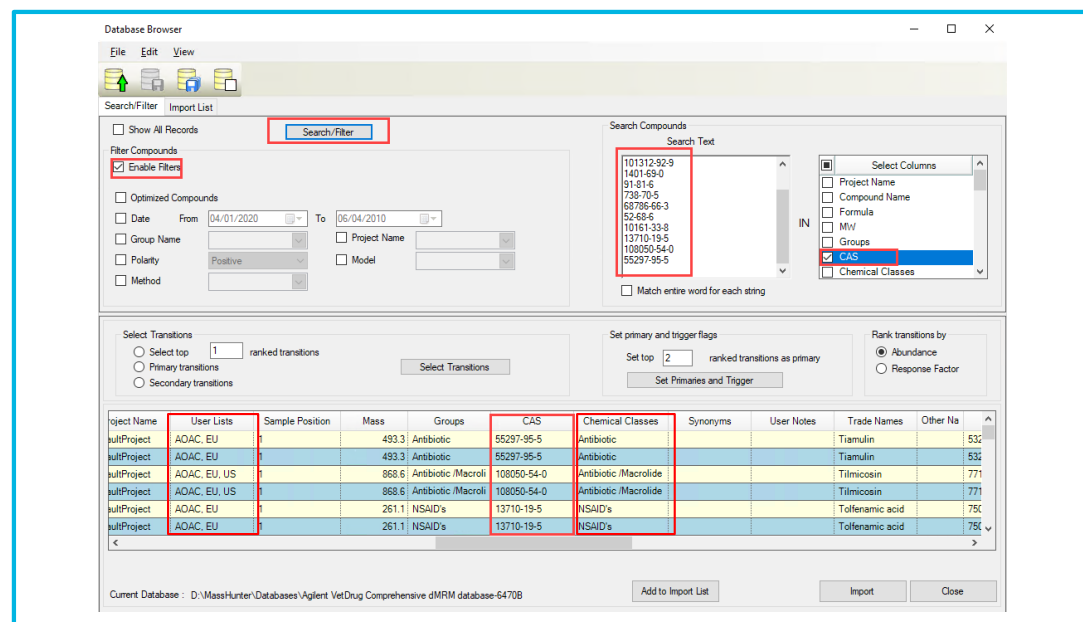 Database Browser
File Edit View
Search/Filter Import List
Show All Records
Search/Filter
Filter Compounds
Enable Filters
Optimized Compounds
Date From 04/01/2020 To 06/04/2010
Group Name Project Name
Polarity Positive Model
Method
Search Compounds
Search Text
101312-92-9
1401-69-0
91-81-6
738-70-5
68786-66-3
52-68-6
10161-33-8
13710-19-5
108050-54-0
55297-95-5
Match entire word for each string
IN
Select Columns
Project Name
Compound Name
Formula
MW
Groups
CAS
Chemical Classes
Select Transitions
Select top 1 ranked transitions
Primary transitions
Secondary transitions
Select Transitions
Set primary and trigger flags
Set top 2 ranked transitions as primary
Set Primaries and Trigger
Rank transitions by
Abundance
Response Factor
roject Name User Lists Sample Position Mass Groups CAS Chemical Classes Synonyms User Notes Trade Names Other Na
aultProject AOAC, EU 1 493.3 Antibiotic 55297-95-5 Antibiotic Tiamulin 532
aultProject AOAC, EU 1 493.3 Antibiotic 55297-95-5 Antibiotic Tiamulin 532
aultProject AOAC, EU, US 1 868.6 Antibiotic /Macroli 108050-54-0 Antibiotic /Macrolide Tilmicosin 771
aultProject AOAC, EU, US 1 868.6 Antibiotic /Macroli 108050-54-0 Antibiotic /Macrolide Tilmicosin 771
aultProject AOAC, EU 1 261.1 NSAID's 13710-19-5 NSAID's Tolfenamic acid 750
aultProject AOAC, EU 1 261.1 NSAID's 13710-19-5 NSAID's Tolfenamic acid 750
Current Database : D:\MassHunter\Databases\Agilent VetDrug Comprehensive dMRM database-6470B
Add to Import List
Import
Close